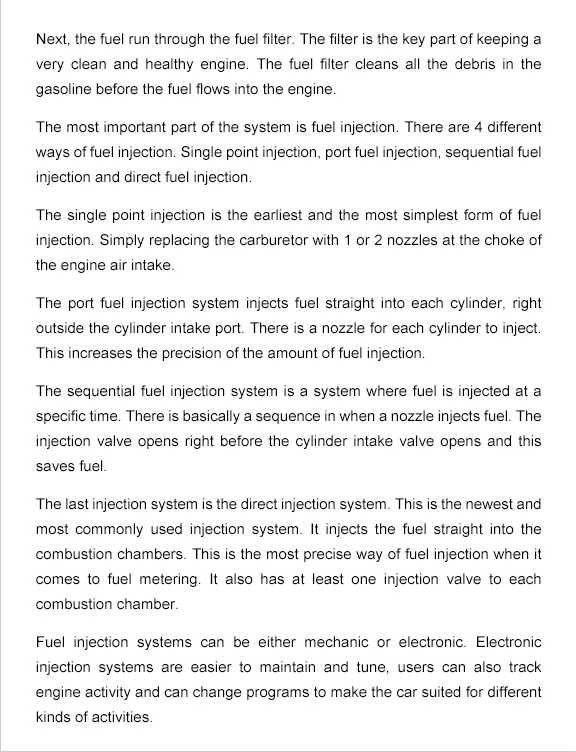 Next, the fuel run through the fuel filter. The filter is the key part of keeping a
very clean and healthy engine. The fuel filter cleans all the debris in the
gasoline before the fuel flows into the engine.
The most important part of the system is fuel injection. There are 4 different
ways of fuel injection. Single point injection, port fuel injection, sequential fuel
injection and direct fuel injection.
The single point injection is the earliest and the most simplest form of fuel
injection. Simply replacing the carburetor with 1 or 2 nozzles at the choke of
the engine air intake.
The port fuel injection system injects fuel straight into each cylinder, right
outside the cylinder intake port. There is a nozzle for each cylinder to inject.
This increases the precision of the amount of fuel injection.
The sequential fuel injection system is a system where fuel is injected at a
specific time. There is basically a sequence in when a nozzle injects fuel. The
injection valve opens right before the cylinder intake valve opens and this
saves fuel.
The last injection system is the direct injection system. This is the newest and
most commonly used injection system. It injects the fuel straight into the
combustion chambers. This is the most precise way of fuel injection when it
comes to fuel metering. It also has at least one injection valve to each
combustion chamber.
Fuel injection systems can be either mechanic or electronic. Electronic
injection systems are easier to maintain and tune, users can also track
engine activity and can change programs to make the car suited for different
kinds of activities.